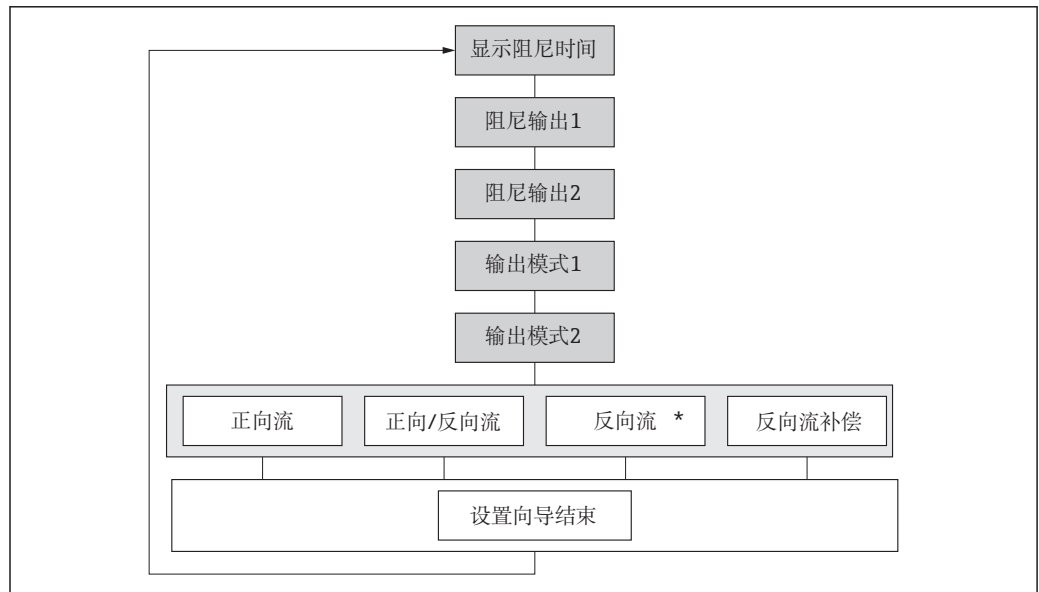 显示阻尼时间
阻尼输出1
阻尼输出2
输出模式1
输出模式2
正向流
正向/反向流
反向流 *
反向流补偿
设置向导结束